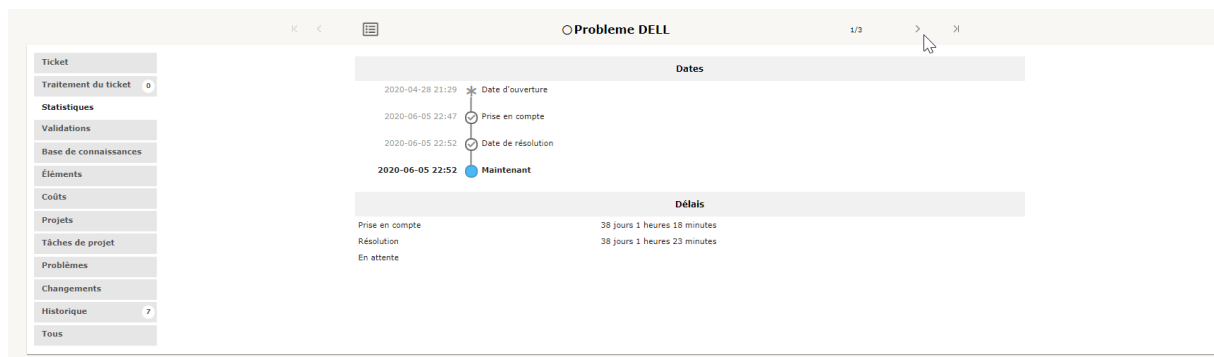 Probleme DELL
1/3
Ticket
Traitement du ticket 0
Statistiques
Validations
Base de connaissances
Éléments
Coûts
Projets
Tâches de projet
Problèmes
Changements
Historique 7
Tous
Dates
2020-04-28 21:29 Date d'ouverture
2020-06-05 22:47 Prise en compte
2020-06-05 22:52 Date de résolution
2020-06-05 22:52 Maintenant
Délais
Prise en compte 38 jours 1 heures 18 minutes
Résolution 38 jours 1 heures 23 minutes
En attente